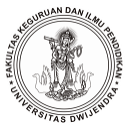 FAKULTAS KEGURUAN DAN ILMU PENDIDIKAN
UNIVERSITAS DWIJENDRA